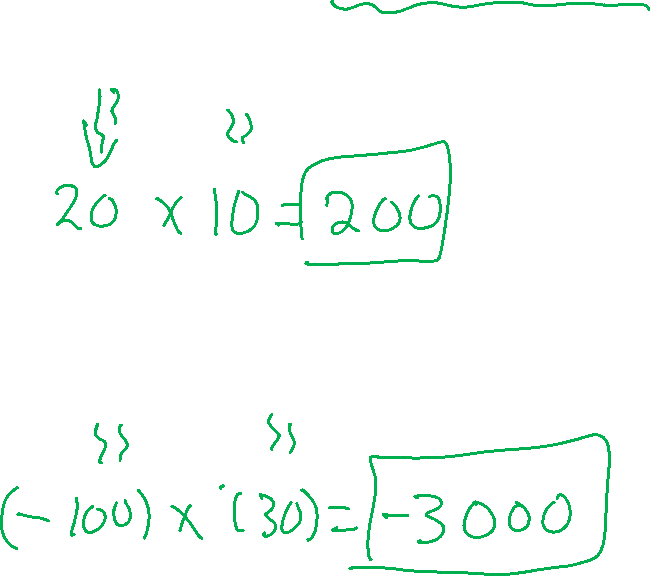 20 x 10 = 200
(-100) x (30) = -3000